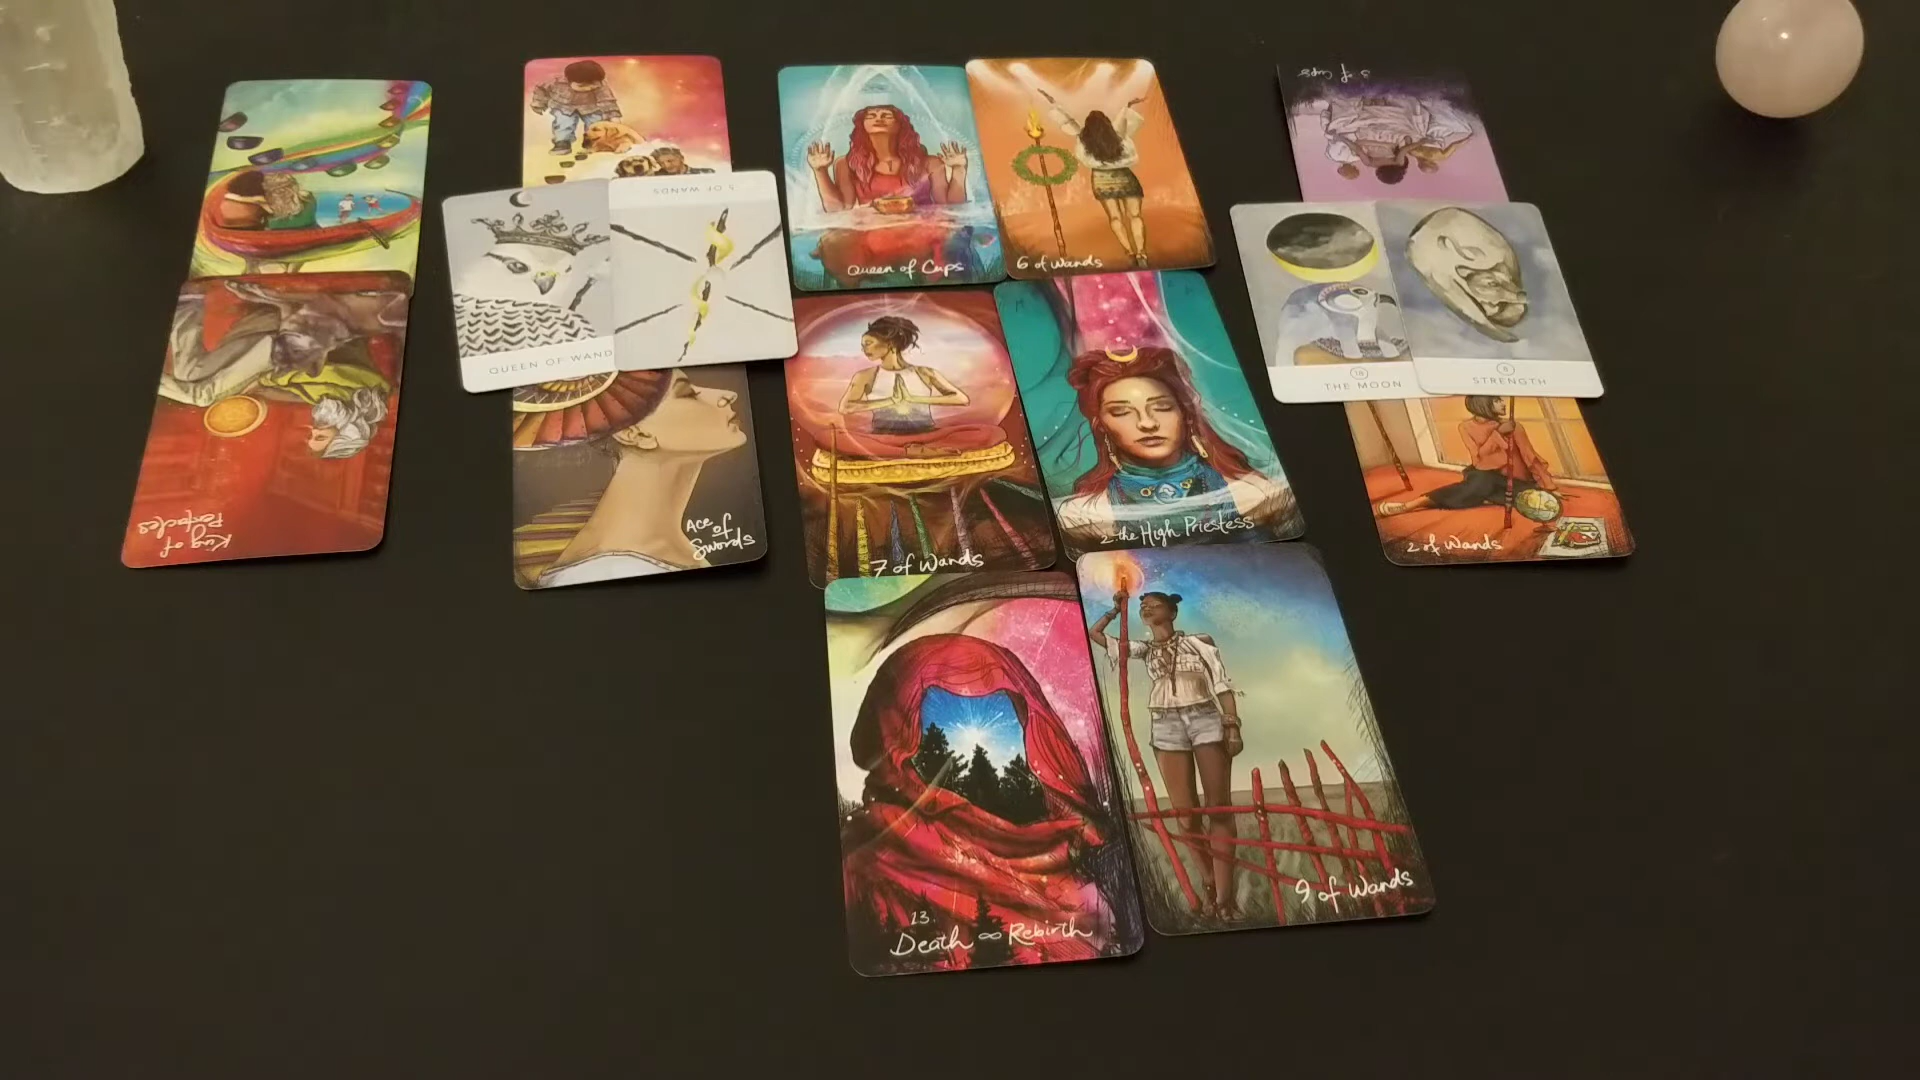 3 of Cups
5 OF WANDS
Queen of Cups
6 of Wands
QUEEN OF WAND
18
THE MOON
8
STRENGTH
King of
Pentacles
Ace
of
Swords
7 of Wands
2. the High Priestess
2 of Wands
13.
Death ∞ Rebirth
9 of Wands